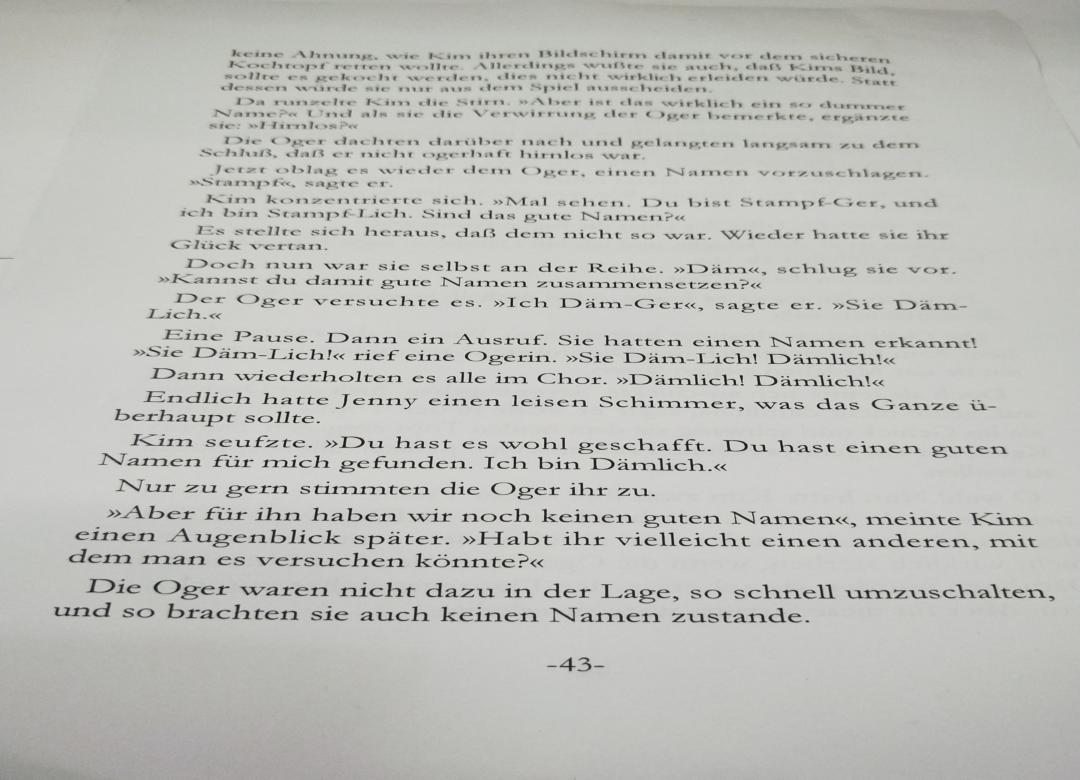 keine Ahnung, wie Kim ihren Bildschirm damit vor dem sicheren
Kochtopf retten wollte. Allerdings wußte sie auch, daß Kims Bild,
sollte es gekocht werden, dies nicht wirklich erleiden würde. Statt
dessen würde sie nur aus dem Spiel ausscheiden.
Da runzelte Kim die Stirn. »Aber ist das wirklich ein so dummer
Name?« Und als sie die Verwirrung der Oger bemerkte, ergänzte
sie: »Hirnlos?«
Die Oger dachten darüber nach und gelangten langsam zu dem
Schluß, daß er nicht ogerhaft hirnlos war.
Jetzt oblag es wieder dem Oger, einen Namen vorzuschlagen.
»Stampf«, sagte er.
Kim konzentrierte sich. »Mal sehen. Du bist Stampf-Ger, und
ich bin Stampf-Lich. Sind das gute Namen?«
Es stellte sich heraus, daß dem nicht so war. Wieder hatte sie ihr
Glück vertan.
Doch nun war sie selbst an der Reihe. »Däm«, schlug sie vor.
»Kannst du damit gute Namen zusammensetzen?«
Der Oger versuchte es. »Ich Däm-Ger«, sagte er. »Sie Däm-
Lich.«
Eine Pause. Dann ein Ausruf. Sie hatten einen Namen erkannt!
»Sie Däm-Lich!« rief eine Ogerin. »Sie Däm-Lich! Dämlich!«
Dann wiederholten es alle im Chor. »Dämlich! Dämlich!«
Endlich hatte Jenny einen leisen Schimmer, was das Ganze ü-
berhaupt sollte.
Kim seufzte. »Du hast es wohl geschafft. Du hast einen guten
Namen für mich gefunden. Ich bin Dämlich.«
Nur zu gern stimmten die Oger ihr zu.
»Aber für ihn haben wir noch keinen guten Namen«, meinte Kim
einen Augenblick später. »Habt ihr vielleicht einen anderen, mit
dem man es versuchen könnte?«
Die Oger waren nicht dazu in der Lage, so schnell umzuschalten,
und so brachten sie auch keinen Namen zustande.
-43-